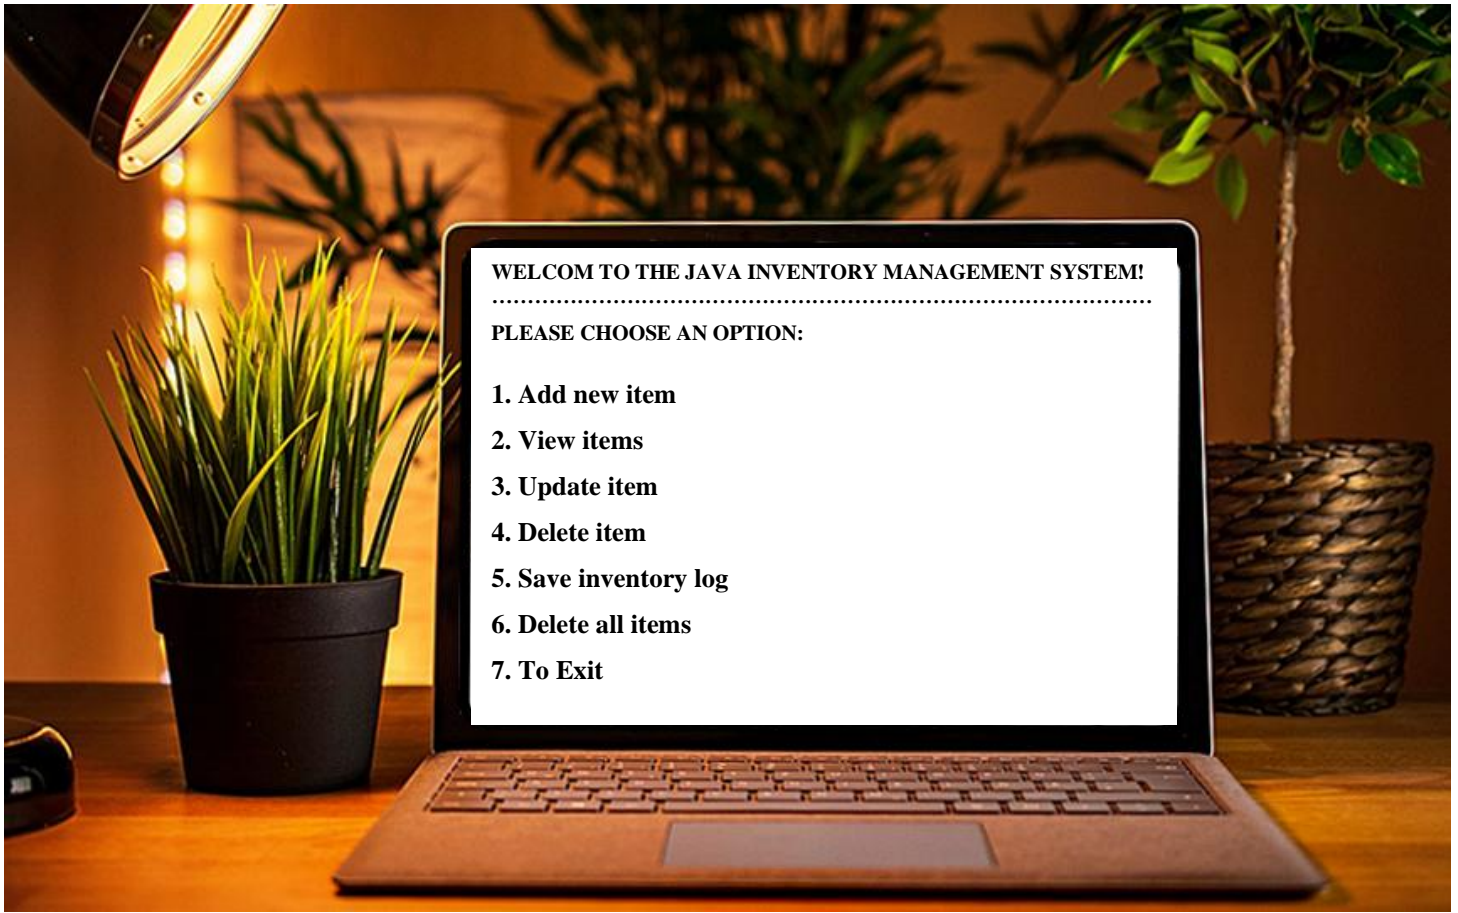 WELCOM TO THE JAVA INVENTORY MANAGEMENT SYSTEM!
....................................................................................................
PLEASE CHOOSE AN OPTION:
1. Add new item
2. View items
3. Update item
4. Delete item
5. Save inventory log
6. Delete all items
7. To Exit